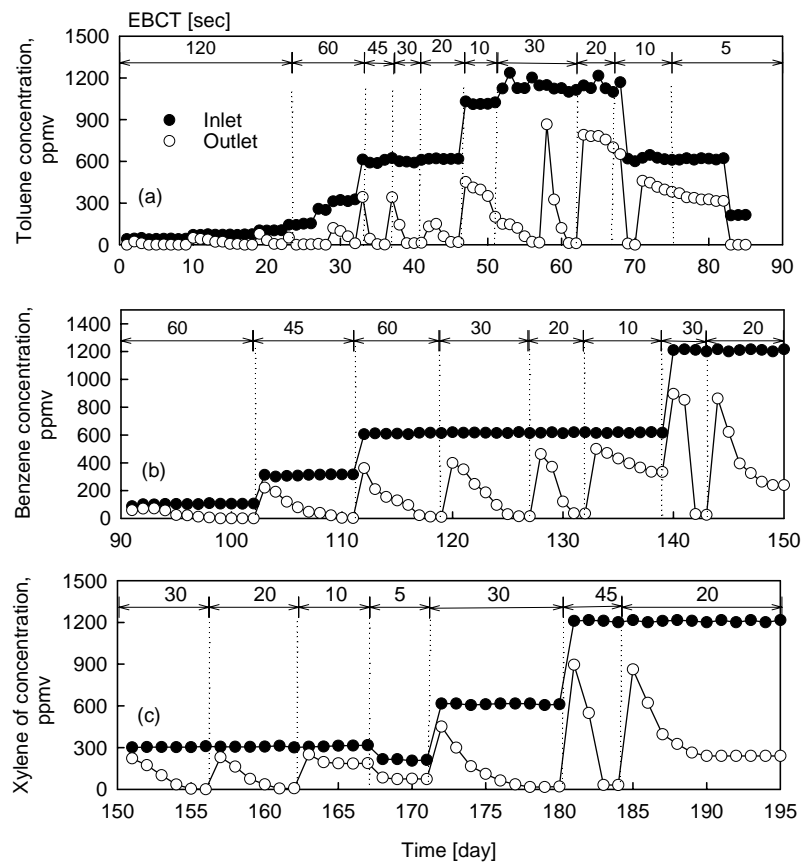 EBCT [sec]
120 60 45 30 20 10 30 20 10 5
Toluene concentration,
ppmv
1500
1200
900
600
300
0
Inlet
Outlet
(a)
0 10 20 30 40 50 60 70 80 90
Benzene concentration,
ppmv
1400
1200
1000
800
600
400
200
0
60 45 60 30 20 10 30 20
(b)
90 100 110 120 130 140 150
Xylene of concentration,
ppmv
1500
1200
900
600
300
0
30 20 10 5 30 45 20
(c)
150 155 160 165 170 175 180 185 190 195
Time [day]